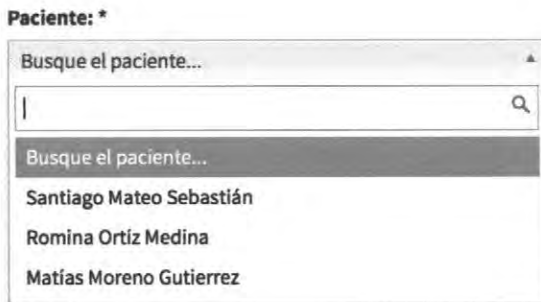 Paciente: *
Busque el paciente...
Busque el paciente...
Santiago Mateo Sebastián
Romina Ortíz Medina
Matías Moreno Gutierrez